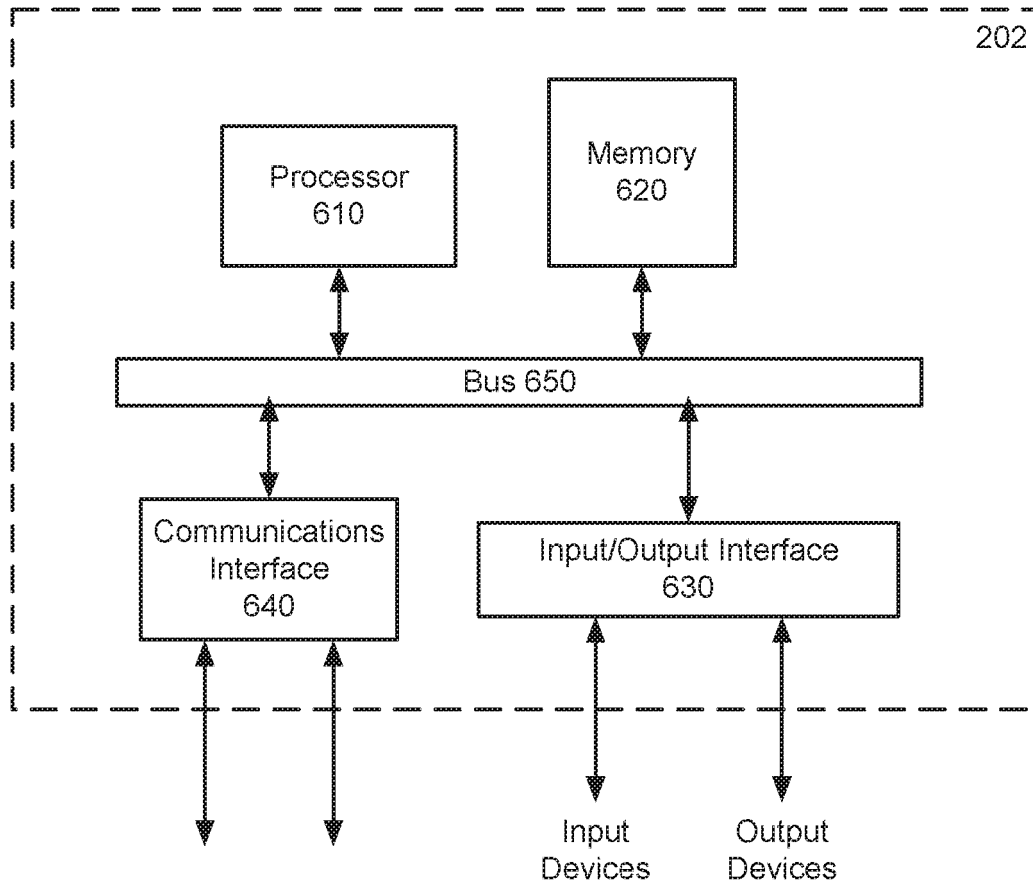 202
Processor
610
Memory
620
Bus 650
Communications
Interface
640
Input/Output Interface
630
Input
Devices
Output
Devices